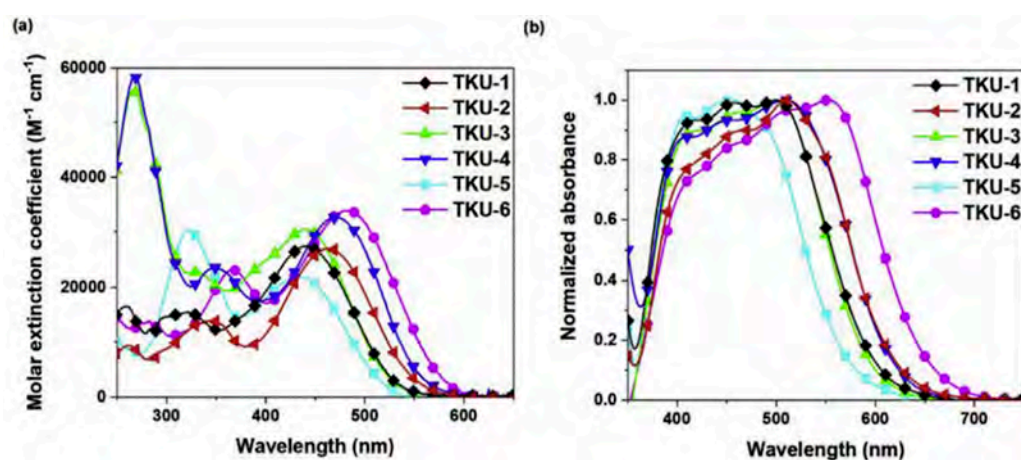 (a)
Molar extinction coefficient (M⁻¹ cm⁻¹)
60000
40000
20000
0
300
400
500
600
Wavelength (nm)
TKU-1
TKU-2
TKU-3
TKU-4
TKU-5
TKU-6
(b)
Normalized absorbance
1.0
0.8
0.6
0.4
0.2
0.0
400
500
600
700
Wavelength (nm)
TKU-1
TKU-2
TKU-3
TKU-4
TKU-5
TKU-6